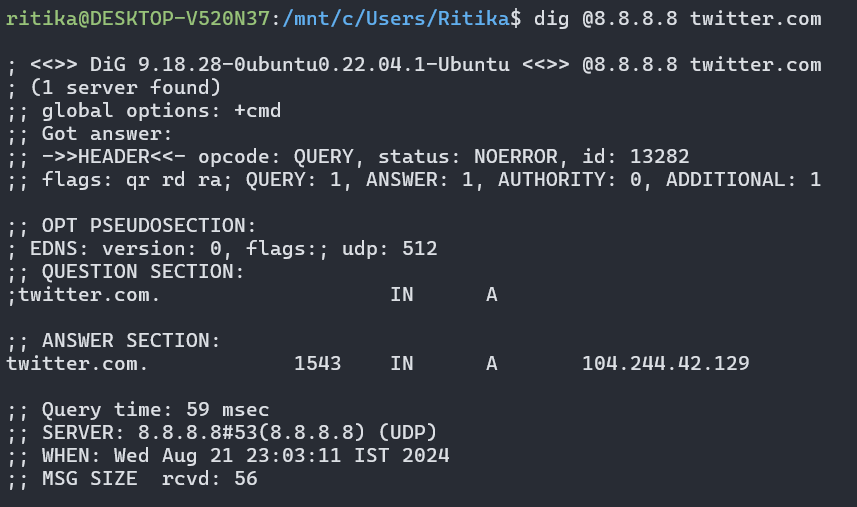 ritika@DESKTOP-V520N37:/mnt/c/Users/Ritika$ dig @8.8.8.8 twitter.com
; <<>> DiG 9.18.28-0ubuntu0.22.04.1-Ubuntu <<>> @8.8.8.8 twitter.com
; (1 server found)
;; global options: +cmd
;; Got answer:
;; ->>HEADER<<- opcode: QUERY, status: NOERROR, id: 13282
;; flags: qr rd ra; QUERY: 1, ANSWER: 1, AUTHORITY: 0, ADDITIONAL: 1
;; OPT PSEUDOSECTION:
; EDNS: version: 0, flags:; udp: 512
;; QUESTION SECTION:
;twitter.com. IN A
;; ANSWER SECTION:
twitter.com. 1543 IN A 104.244.42.129
;; Query time: 59 msec
;; SERVER: 8.8.8.8#53(8.8.8.8) (UDP)
;; WHEN: Wed Aug 21 23:03:11 IST 2024
;; MSG SIZE  rcvd: 56